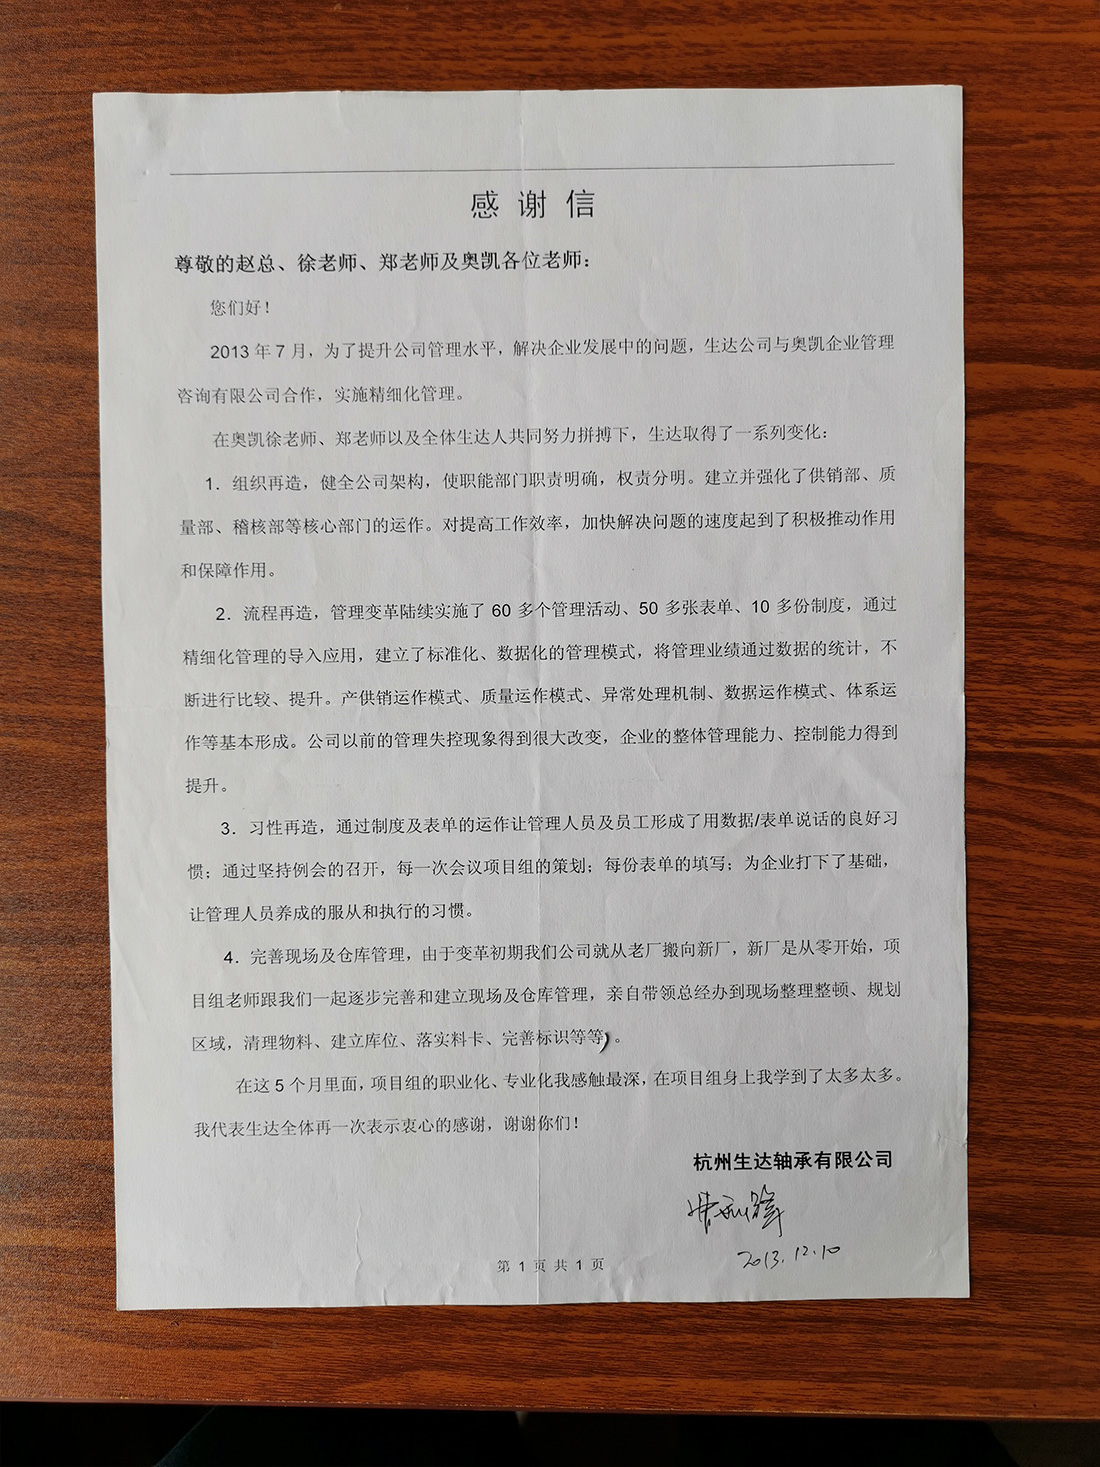 感谢信
尊敬的赵总、徐老师、郑老师及奥凯各位老师：
您们好！
2013 年 7 月，为了提升公司管理水平，解决企业发展中的问题，生达公司与奥凯企业管理
咨询有限公司合作，实施精细化管理。
在奥凯徐老师、郑老师以及全体生达人共同努力拼搏下，生达取得了一系列变化：
1．组织再造，健全公司架构，使职能部门职责明确，权责分明。建立并强化了供销部、质
量部、稽核部等核心部门的运作。对提高工作效率，加快解决问题的速度起到了积极推动作用
和保障作用。
2．流程再造，管理变革陆续实施了 60 多个管理活动、50 多张表单、10 多份制度，通过
精细化管理的导入应用，建立了标准化、数据化的管理模式，将管理业绩通过数据的统计，不
断进行比较、提升。产供销运作模式、质量运作模式、异常处理机制、数据运作模式、体系运
作等基本形成。公司以前的管理失控现象得到很大改变，企业的整体管理能力、控制能力得到
提升。
3．习性再造，通过制度及表单的运作让管理人员及员工形成了用数据/表单说话的良好习
惯；通过坚持例会的召开，每一次会议项目组的策划；每份表单的填写；为企业打下了基础，
让管理人员养成的服从和执行的习惯。
4．完善现场及仓库管理，由于变革初期我们公司就从老厂搬向新厂，新厂是从零开始，项
目组老师跟我们一起逐步完善和建立现场及仓库管理，亲自带领总经办到现场整理整顿、规划
区域，清理物料、建立库位、落实料卡、完善标识等等。
在这 5 个月里面，项目组的职业化、专业化我感触最深，在项目组身上我学到了太多太多。
我代表生达全体再一次表示衷心的感谢，谢谢你们！
杭州生达轴承有限公司
2013.12.10
第 1 页 共 1 页